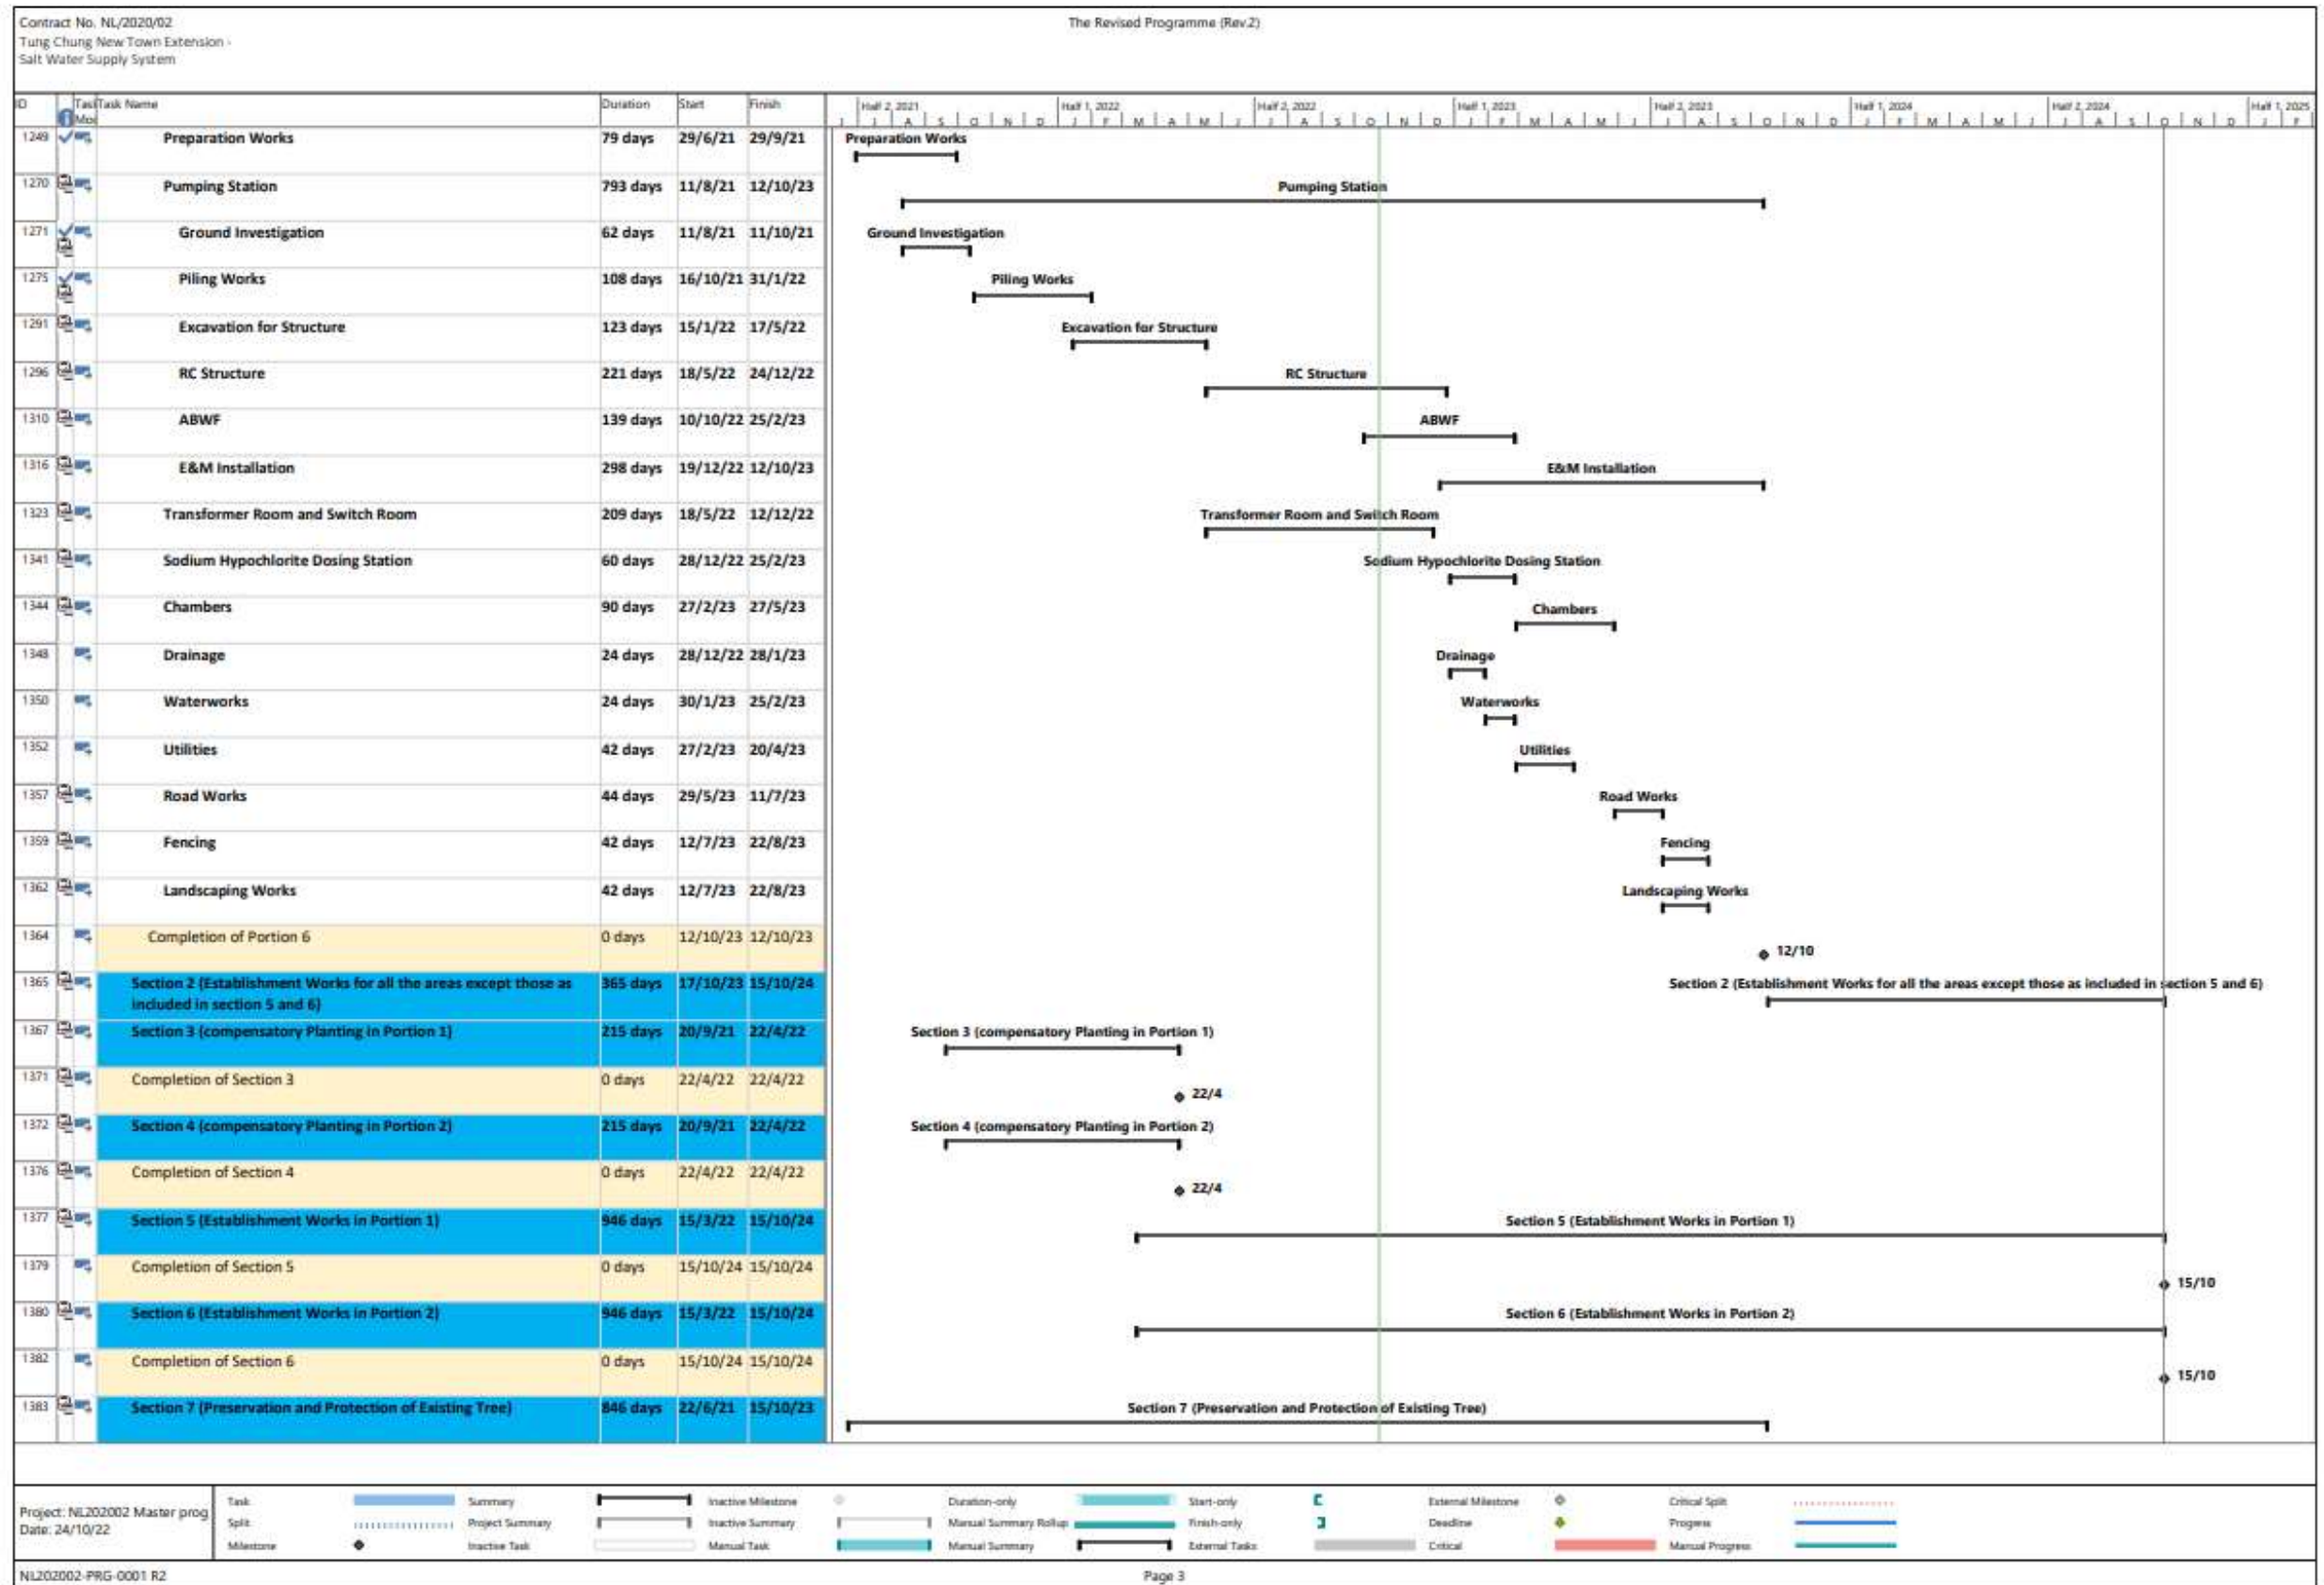 Contract No. NL/2020/02
The Revised Programme (Rev.2)
Tung Chung New Town Extension -
Salt Water Supply System
ID Task Name Duration Start Finish Half 2, 2021 Half 1, 2022 Half 2, 2022 Half 1, 2023 Half 2, 2023 Half 1, 2024 Half 2, 2024 Half 1, 2025
J J A S O N D J F M A M J J A S O N D J F M A M J J A S O N D J F M A M J J A S O N D J F
1249 Preparation Works 79 days 29/6/21 29/9/21 Preparation Works
1270 Pumping Station 793 days 11/8/21 12/10/23 Pumping Station
1271 Ground Investigation 62 days 11/8/21 11/10/21 Ground Investigation
1275 Piling Works 108 days 16/10/21 31/1/22 Piling Works
1291 Excavation for Structure 123 days 15/1/22 17/5/22 Excavation for Structure
1296 RC Structure 221 days 18/5/22 24/12/22 RC Structure
1310 ABWF 139 days 10/10/22 25/2/23 ABWF
1316 E&M Installation 298 days 19/12/22 12/10/23 E&M Installation
1323 Transformer Room and Switch Room 209 days 18/5/22 12/12/22 Transformer Room and Switch Room
1341 Sodium Hypochlorite Dosing Station 60 days 28/12/22 25/2/23 Sodium Hypochlorite Dosing Station
1344 Chambers 90 days 27/2/23 27/5/23 Chambers
1348 Drainage 24 days 28/12/22 28/1/23 Drainage
1350 Waterworks 24 days 30/1/23 25/2/23 Waterworks
1352 Utilities 42 days 27/2/23 20/4/23 Utilities
1357 Road Works 44 days 29/5/23 11/7/23 Road Works
1359 Fencing 42 days 12/7/23 22/8/23 Fencing
1362 Landscaping Works 42 days 12/7/23 22/8/23 Landscaping Works
1364 Completion of Portion 6 0 days 12/10/23 12/10/23 12/10
1365 Section 2 (Establishment Works for all the areas except those as 365 days 17/10/23 15/10/24 Section 2 (Establishment Works for all the areas except those as included in section 5 and 6)
included in section 5 and 6)
1367 Section 3 (compensatory Planting in Portion 1) 215 days 20/9/21 22/4/22 Section 3 (compensatory Planting in Portion 1)
1371 Completion of Section 3 0 days 22/4/22 22/4/22 22/4
1372 Section 4 (compensatory Planting in Portion 2) 215 days 20/9/21 22/4/22 Section 4 (compensatory Planting in Portion 2)
1376 Completion of Section 4 0 days 22/4/22 22/4/22 22/4
1377 Section 5 (Establishment Works in Portion 1) 946 days 15/3/22 15/10/24 Section 5 (Establishment Works in Portion 1)
1379 Completion of Section 5 0 days 15/10/24 15/10/24 15/10
1380 Section 6 (Establishment Works in Portion 2) 946 days 15/3/22 15/10/24 Section 6 (Establishment Works in Portion 2)
1382 Completion of Section 6 0 days 15/10/24 15/10/24 15/10
1383 Section 7 (Preservation and Protection of Existing Tree) 846 days 22/6/21 15/10/23 Section 7 (Preservation and Protection of Existing Tree)
Project: NL202002 Master prog
Date: 24/10/22
Task Summary Inactive Milestone Duration-only Start-only External Milestone Critical Split
Split Project Summary Inactive Summary Manual Summary Rollup Finish-only Deadline Progress
Milestone Inactive Task Manual Task Manual Summary External Tasks Critical Manual Progress
NL202002-PRG-0001 R2 Page 3